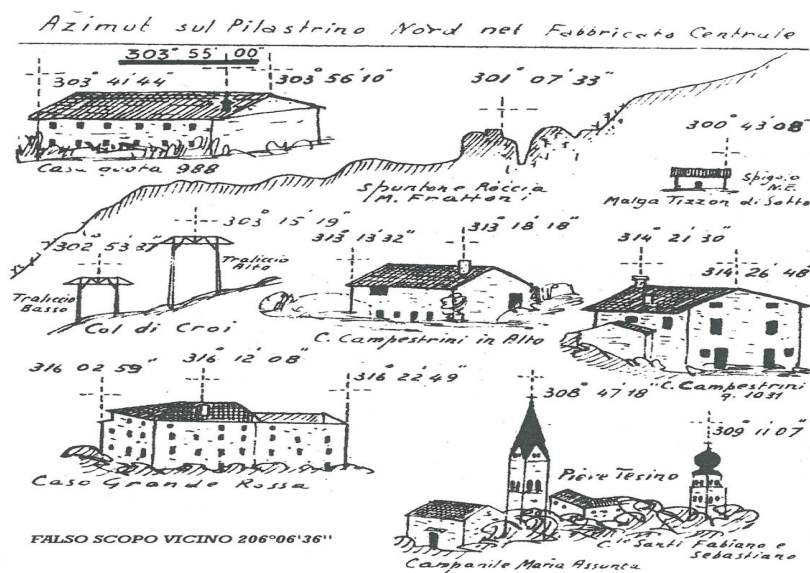 Azimut sul Pilastrino Nord nel Fabbricato Centrale
303° 55' 00"
303° 41' 44"
303° 56' 10"
301° 07' 33"
300° 43' 08"
Casa quota 988
Spuntone Roccia
M. Frattoni
Spigolo
N.E.
Malga Tizzon di Sotto
303° 15' 19"
302° 53' 37"
313° 13' 32"
313° 18' 18"
314° 21' 30"
314° 26' 48"
Traliccio
Alto
Traliccio
Basso
Col di Croi
C. Campestrini in Alto
C. Campestrini
q. 1031
316 02' 59"
316° 12' 08"
316° 22' 49"
308° 47' 18"
309° 11' 07"
Casa Grande Rossa
Pieve Tesino
FALSO SCOPO VICINO 206°06'36''
C.le Santi Fabiano e
Sebastiano
Campanile Maria Assunta